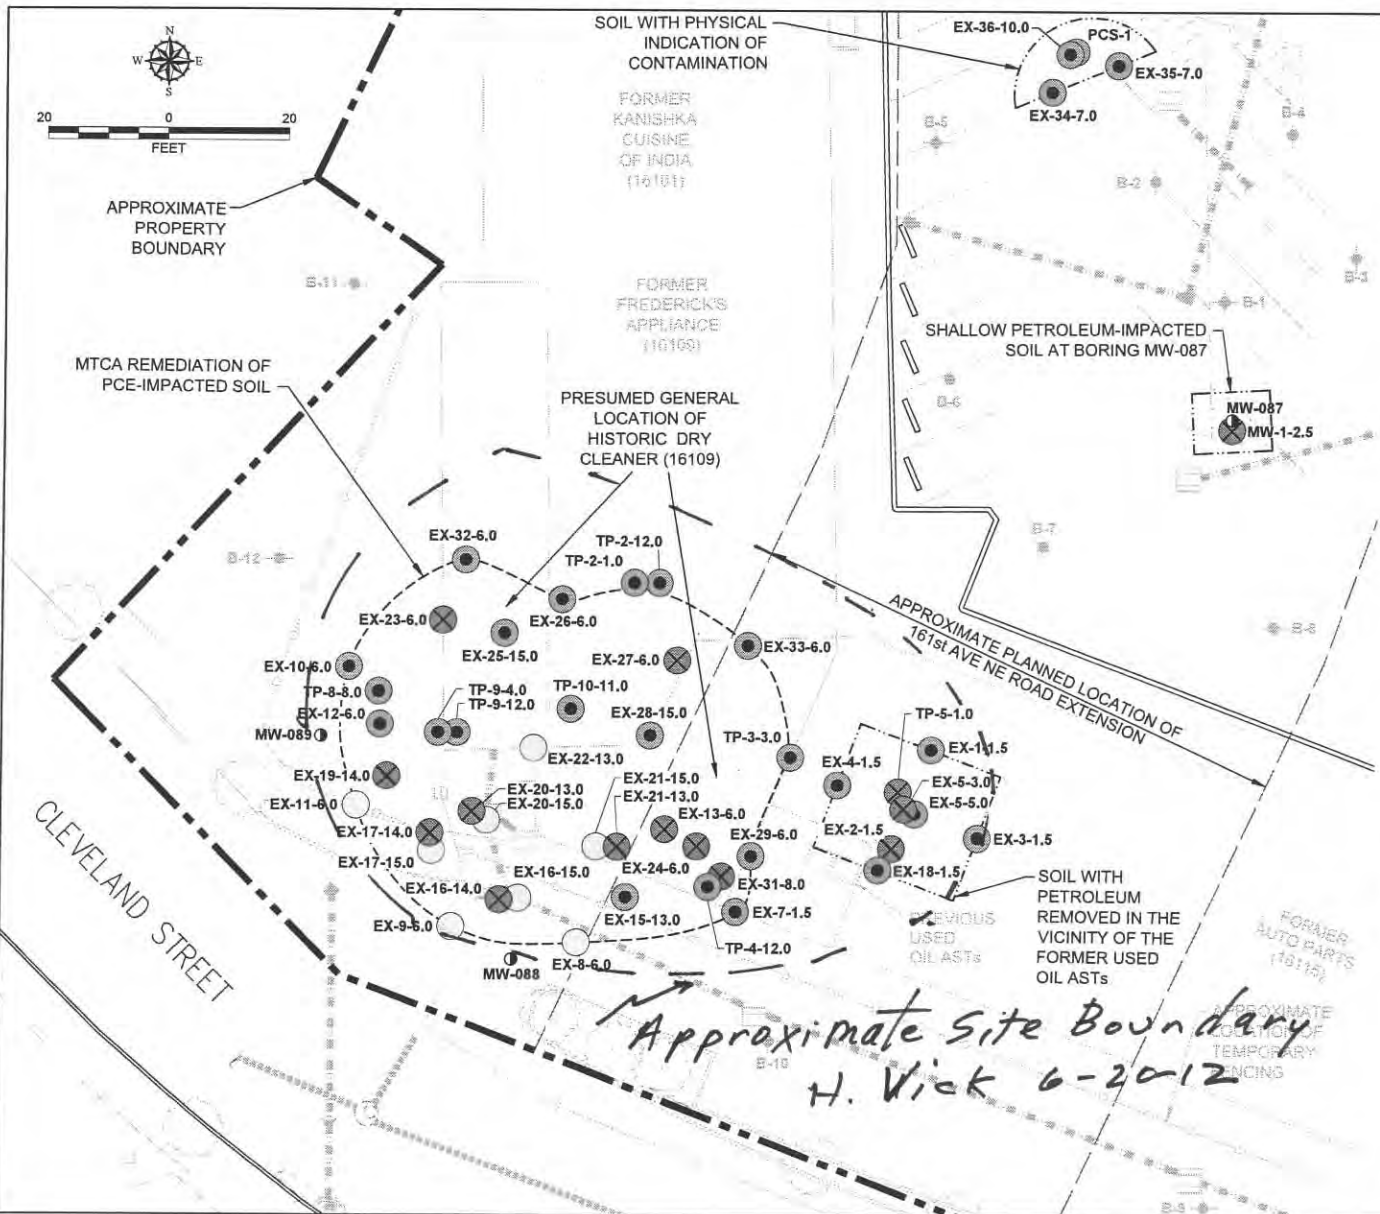 N
W
E
S
20
0
20
FEET
APPROXIMATE
PROPERTY
BOUNDARY
SOIL WITH PHYSICAL
INDICATION OF
CONTAMINATION
FORMER
KANISHKA
CUISINE
OF INDIA
(16101)
EX-36-10.0
PCS-1
EX-35-7.0
EX-34-7.0
B-5
B-4
B-2
B-3
B-1
B-11
FORMER
FREDERICK'S
APPLIANCE
SHALLOW PETROLEUM-IMPACTED
SOIL AT BORING MW-087
MTCA REMEDIATION OF
PCE-IMPACTED SOIL
PRESUMED GENERAL
LOCATION OF
HISTORIC DRY
CLEANER (16109)
B-6
MW-087
MW-1-2.5
B-7
B-12
EX-32-6.0
TP-2-12.0
TP-2-1.0
EX-23-6.0
EX-26-6.0
EX-25-15.0
EX-33-6.0
EX-27-6.0
APPROXIMATE PLANNED LOCATION OF
161st AVE NE ROAD EXTENSION
B-8
EX-10-6.0
TP-8-8.0
EX-12-6.0
TP-9-4.0
TP-9-12.0
TP-10-11.0
EX-28-15.0
TP-3-3.0
MW-089
EX-22-13.0
TP-5-1.0
EX-1-1.5
EX-4-1.5
EX-5-3.0
EX-5-5.0
EX-19-14.0
EX-11-6.0
EX-20-13.0
EX-20-15.0
EX-21-15.0
EX-21-13.0
EX-13-6.0
EX-29-6.0
EX-2-1.5
EX-3-1.5
EX-17-14.0
EX-17-15.0
EX-16-14.0
EX-16-15.0
EX-24-6.0
EX-31-8.0
EX-18-1.5
EX-15-13.0
EX-7-1.5
TP-4-12.0
EX-9-6.0
EX-8-6.0
MW-088
SOIL WITH
PETROLEUM
REMOVED IN THE
VICINITY OF THE
FORMER USED
OIL ASTs
PREVIOUS
USED
OIL ASTs
FORMER
AUTO PARTS
CLEVELAND STREET
APPROXIMATE
LOCATION OF
TEMPORARY
FENCING
Approximate Site Boundary
H. Vick 6-20-12
B-10
B-9